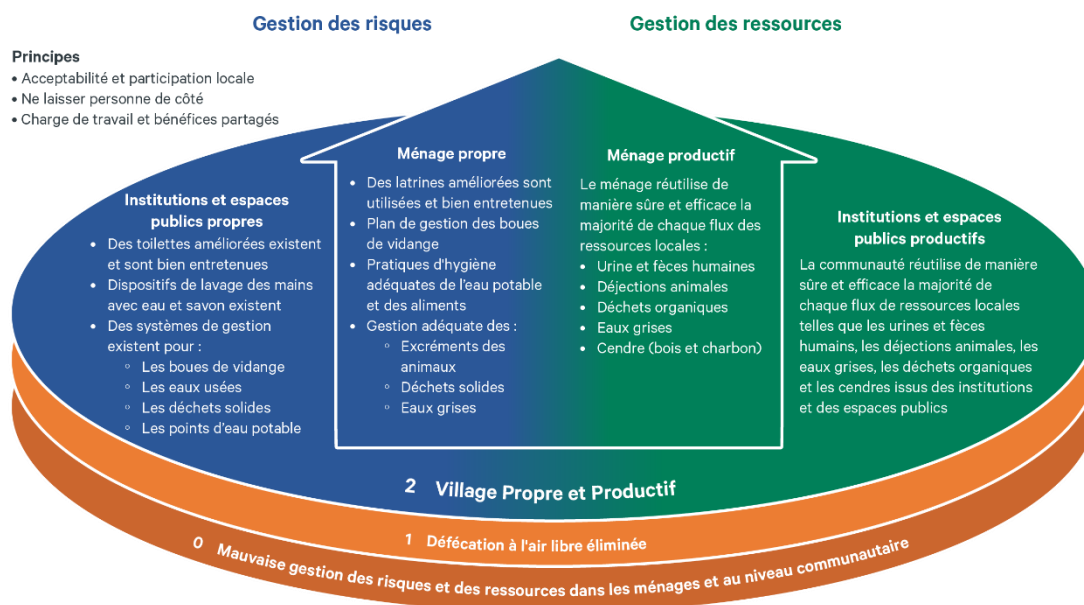 Gestion des risques
Gestion des ressources
Principes
• Acceptabilité et participation locale
• Ne laisser personne de côté
• Charge de travail et bénéfices partagés
Institutions et espaces
publics propres
• Des toilettes améliorées existent
et sont bien entretenues
• Dispositifs de lavage des mains
avec eau et savon existent
• Des systèmes de gestion
existent pour :
◦ Les boues de vidange
◦ Les eaux usées
◦ Les déchets solides
◦ Les points d'eau potable
Ménage propre
• Des latrines améliorées sont
utilisées et bien entretenues
• Plan de gestion des boues
de vidange
• Pratiques d'hygiène
adéquates de l'eau potable
et des aliments
• Gestion adéquate des :
◦ Excréments des
animaux
◦ Déchets solides
◦ Eaux grises
Ménage productif
Le ménage réutilise de
manière sûre et efficace la
majorité de chaque flux des
ressources locales :
• Urine et fèces humaines
• Déjections animales
• Déchets organiques
• Eaux grises
• Cendre (bois et charbon)
Institutions et espaces
publics productifs
La communauté réutilise de manière
sûre et efficace la majorité de
chaque flux de ressources locales
telles que les urines et fèces
humains, les déjections animales, les
eaux grises, les déchets organiques
et les cendres issus des institutions
et des espaces publics
2 Village Propre et Productif
1 Défécation à l'air libre éliminée
0 Mauvaise gestion des risques et des ressources dans les ménages et au niveau communautaire